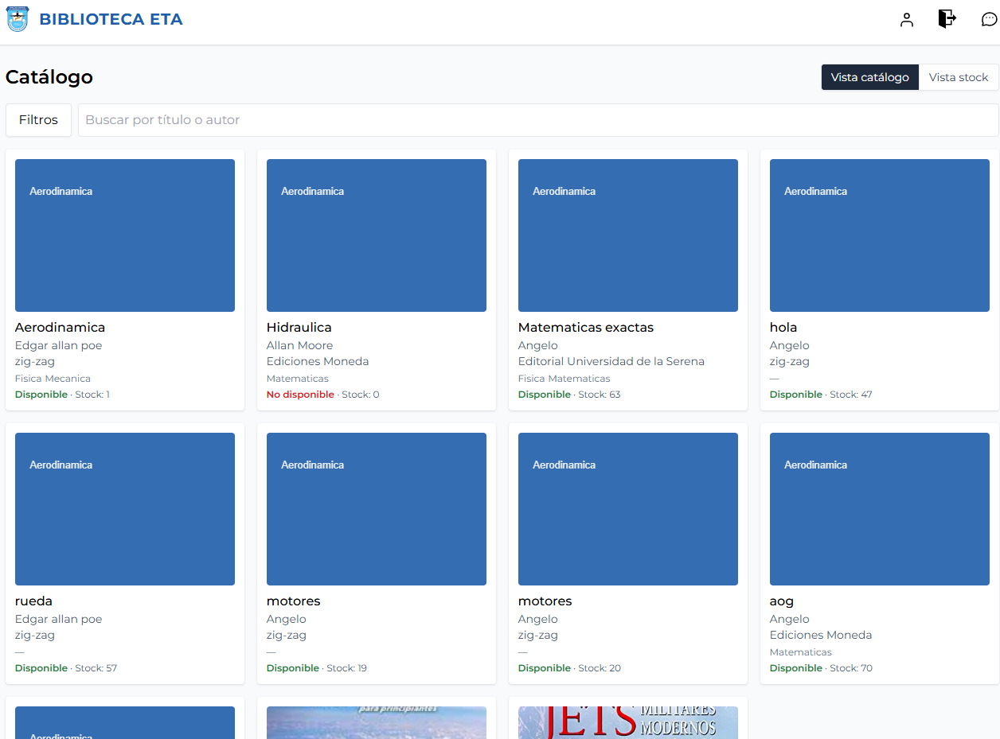 BIBLIOTECA ETA
Catálogo
Vista catálogo
Vista stock
Filtros
Buscar por título o autor
Aerodinamica
Aerodinamica
Edgar allan poe
zig-zag
Fisica Mecanica
Disponible · Stock: 1
Aerodinamica
Hidraulica
Allan Moore
Ediciones Moneda
Matematicas
No disponible · Stock: 0
Aerodinamica
Matematicas exactas
Angelo
Editorial Universidad de la Serena
Fisica Matematicas
Disponible · Stock: 63
Aerodinamica
hola
Angelo
zig-zag
—
Disponible · Stock: 47
Aerodinamica
rueda
Edgar allan poe
zig-zag
—
Disponible · Stock: 57
Aerodinamica
motores
Angelo
zig-zag
—
Disponible · Stock: 19
Aerodinamica
motores
Angelo
zig-zag
—
Disponible · Stock: 20
Aerodinamica
aog
Angelo
Ediciones Moneda
Matematicas
Disponible · Stock: 70
Aerodinamica
para principiantes
JETS MILITARES
MODERNOS